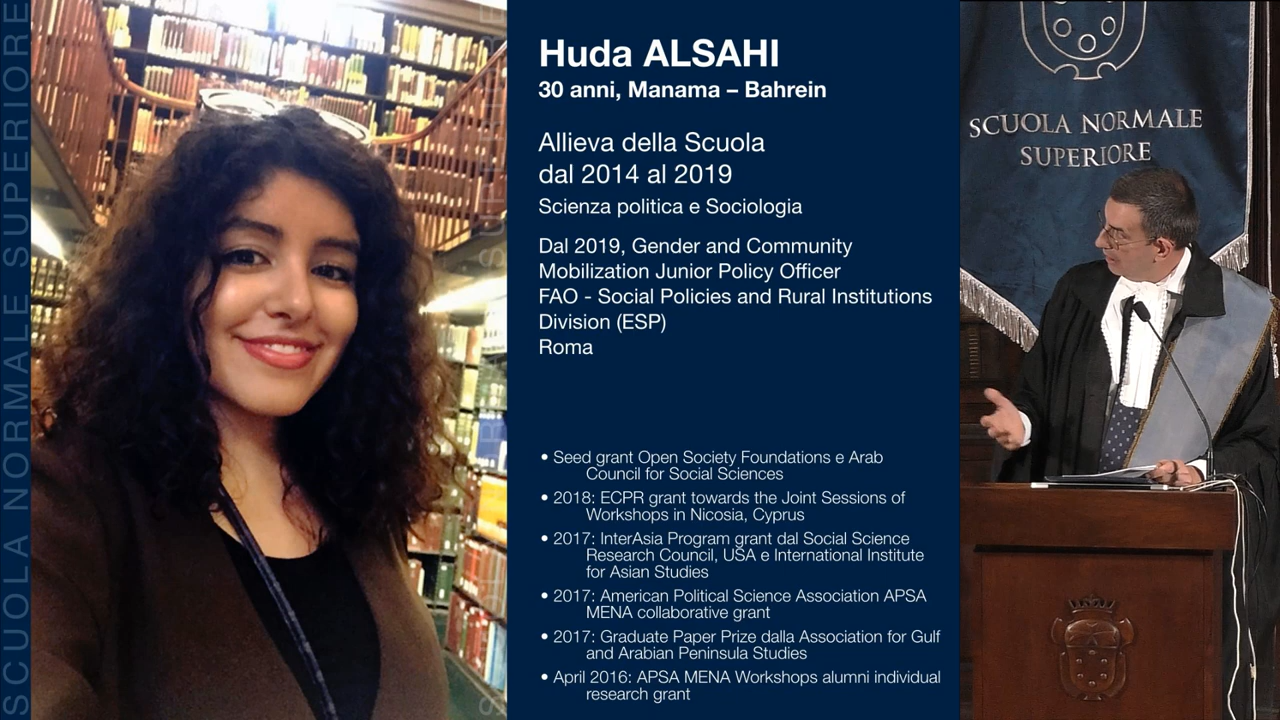 SCUOLA NORMALE SUPERIORE
Huda ALSAHI
30 anni, Manama – Bahrein
Allieva della Scuola
dal 2014 al 2019
Scienza politica e Sociologia
Dal 2019, Gender and Community
Mobilization Junior Policy Officer
FAO - Social Policies and Rural Institutions
Division (ESP)
Roma
• Seed grant Open Society Foundations e Arab
Council for Social Sciences
• 2018: ECPR grant towards the Joint Sessions of
Workshops in Nicosia, Cyprus
• 2017: InterAsia Program grant dal Social Science
Research Council, USA e International Institute
for Asian Studies
• 2017: American Political Science Association APSA
MENA collaborative grant
• 2017: Graduate Paper Prize dalla Association for Gulf
and Arabian Peninsula Studies
• April 2016: APSA MENA Workshops alumni individual
research grant
SCUOLA NORMALE
SUPERIORE